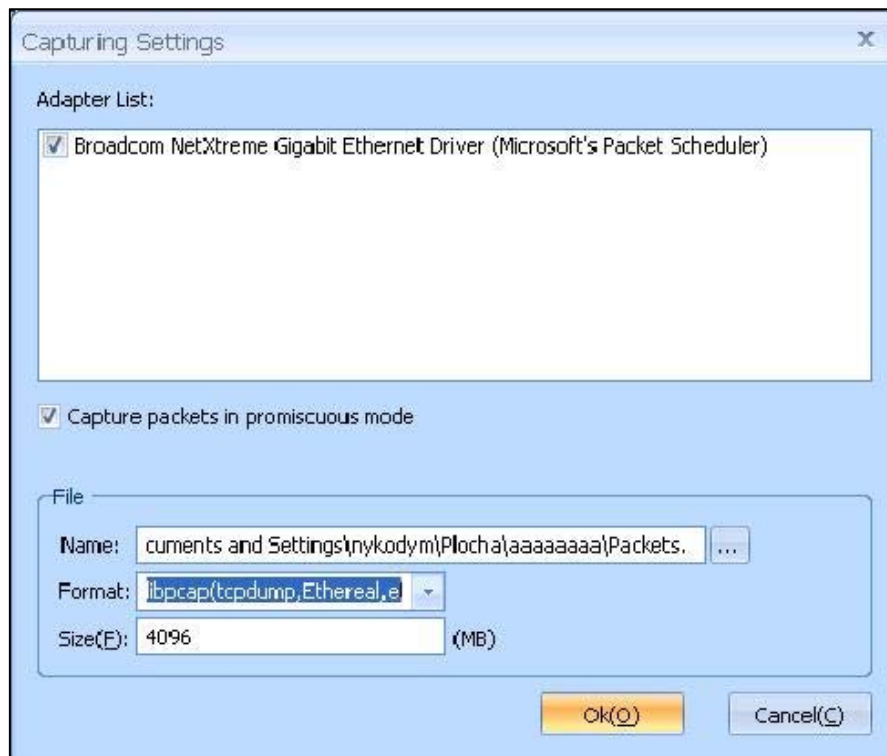 Capturing Settings
Adapter List:
Broadcom NetXtreme Gigabit Ethernet Driver (Microsoft's Packet Scheduler)
Capture packets in promiscuous mode
File
Name: cuments and Settings\nykodym\Plocha\aaaaaaaa\Packets. ...
Format: ibpcap(tcpdump,Ethereal,e
Size(F): 4096 (MB)
Ok(O) Cancel(C)